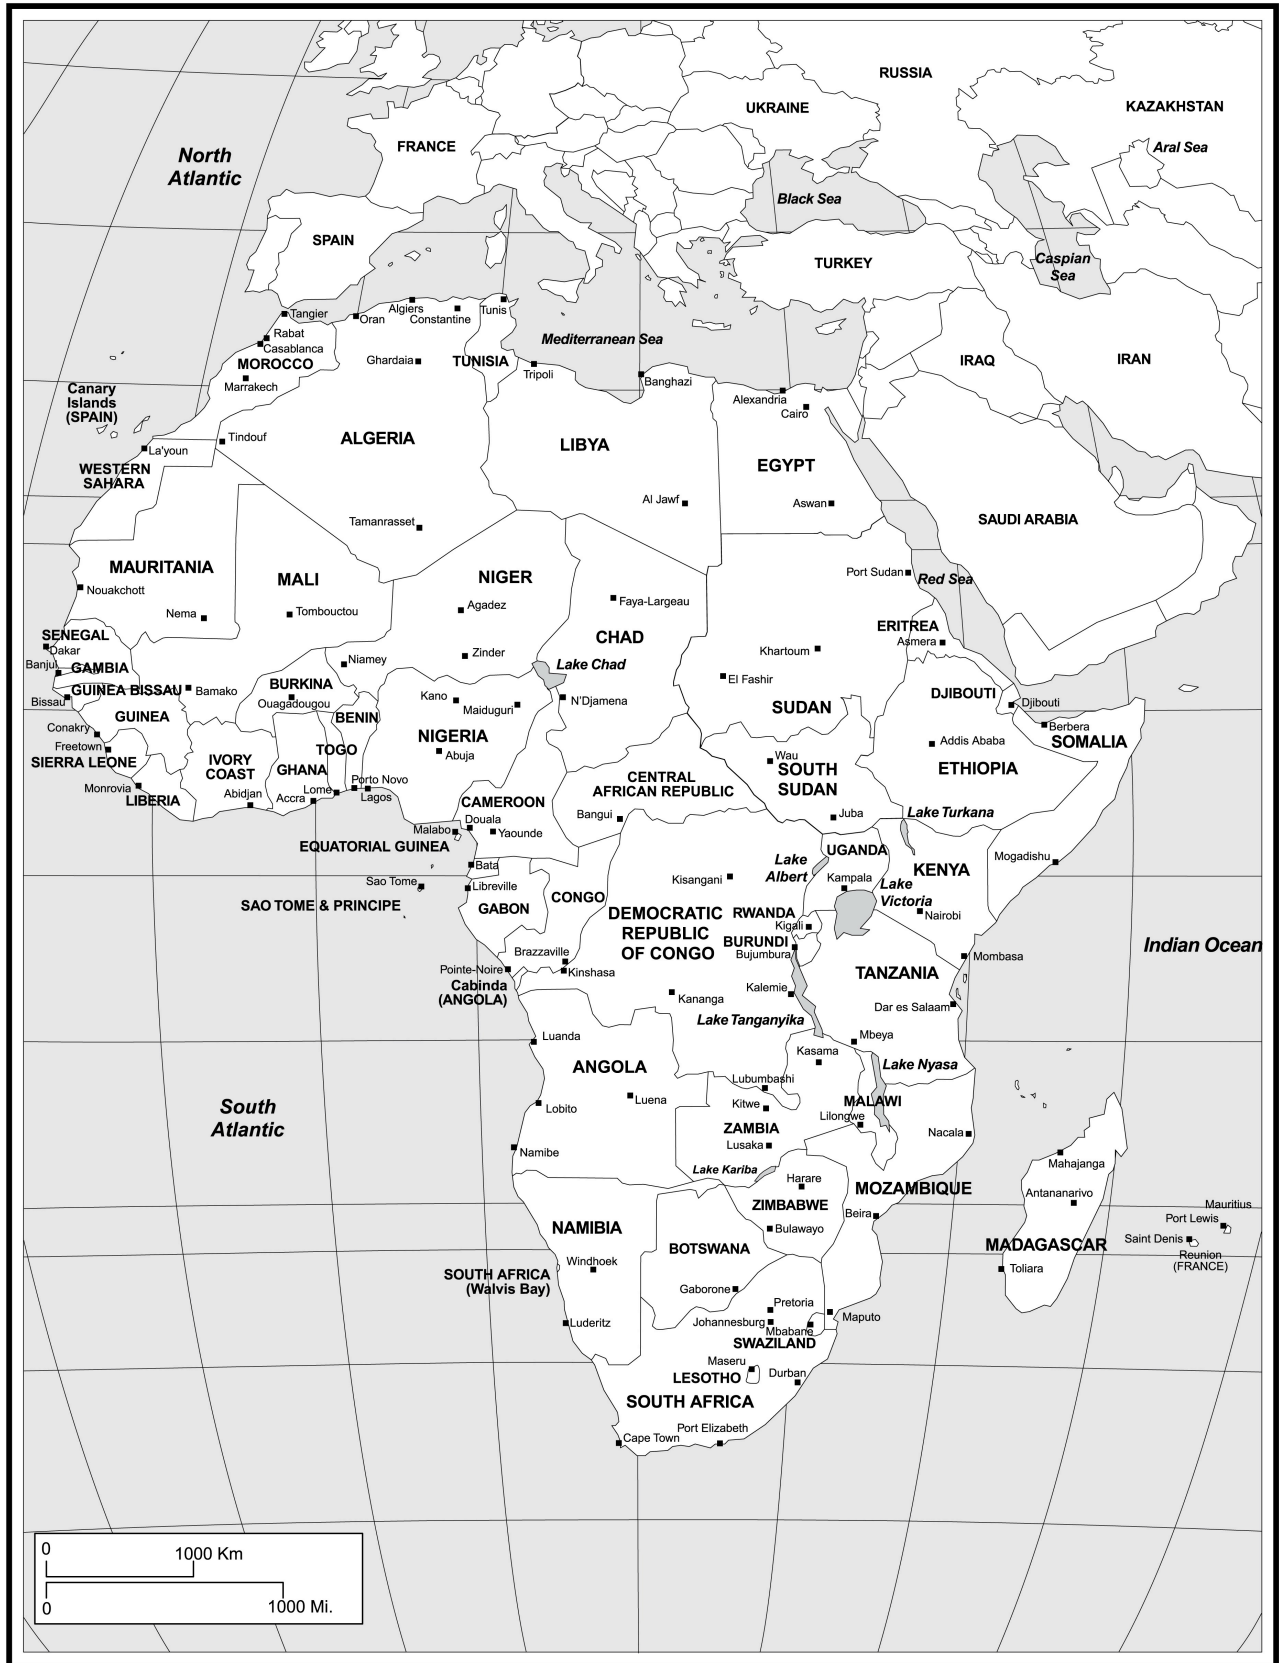 RUSSIA
UKRAINE
KAZAKHSTAN
FRANCE
Aral Sea
North
Atlantic
Black Sea
SPAIN
TURKEY
Caspian
Sea
Tangier
Oran
Algiers
Constantine
Tunis
Rabat
Casablanca
Mediterranean Sea
MOROCCO
Ghardaia
TUNISIA
Tripoli
Banghazi
IRAQ
IRAN
Marrakech
Canary
Islands
(SPAIN)
Alexandria
Cairo
Tindouf
ALGERIA
LIBYA
La'youn
WESTERN
SAHARA
EGYPT
Al Jawf
Aswan
SAUDI ARABIA
Tamanrasset
MAURITANIA
MALI
NIGER
Port Sudan
Red Sea
Nouakchott
Nema
Tombouctou
Agadez
Faya-Largeau
CHAD
ERITREA
Asmera
SENEGAL
Dakar
Banjul
GAMBIA
Niamey
Zinder
Lake Chad
Khartoum
El Fashir
GUINEA BISSAU
Bissau
Bamako
BURKINA
Ouagadougou
Kano
Maiduguri
N'Djamena
DJIBOUTI
Djibouti
SUDAN
GUINEA
BENIN
Conakry
Freetown
SIERRA LEONE
IVORY
COAST
TOGO
GHANA
NIGERIA
Abuja
Berbera
SOMALIA
Addis Ababa
ETHIOPIA
Wau
SOUTH
SUDAN
CENTRAL
AFRICAN REPUBLIC
Monrovia
LIBERIA
Abidjan
Accra
Lome
Porto Novo
Lagos
CAMEROON
Bangui
Juba
Lake Turkana
Malabo
Douala
Yaounde
EQUATORIAL GUINEA
Bata
UGANDA
Lake
Albert
Kampala
KENYA
Mogadishu
Sao Tome
Libreville
Kisangani
Lake
Victoria
Nairobi
SAO TOME & PRINCIPE
GABON
CONGO
DEMOCRATIC
REPUBLIC
OF CONGO
RWANDA
Kigali
BURUNDI
Bujumbura
Indian Ocean
Brazzaville
Pointe-Noire
Kinshasa
Cabinda
(ANGOLA)
Mombasa
TANZANIA
Kalemie
Kananga
Dar es Salaam
Lake Tanganyika
Luanda
Mbeya
Kasama
Lake Nyasa
ANGOLA
Lubumbashi
Luena
Lobito
Kitwe
MALAWI
Lilongwe
South
Atlantic
ZAMBIA
Lusaka
Nacala
Namibe
Lake Kariba
Mahajanga
Harare
MOZAMBIQUE
Antananarivo
Mauritius
Port Lewis
ZIMBABWE
Beira
NAMIBIA
Bulawayo
Saint Denis
Reunion
(FRANCE)
BOTSWANA
MADAGASCAR
Windhoek
Toliara
SOUTH AFRICA
(Walvis Bay)
Gaborone
Pretoria
Maputo
Luderitz
Johannesburg
Mbabane
SWAZILAND
Maseru
LESOTHO
Durban
SOUTH AFRICA
Port Elizabeth
Cape Town
0
1000 Km
0
1000 Mi.